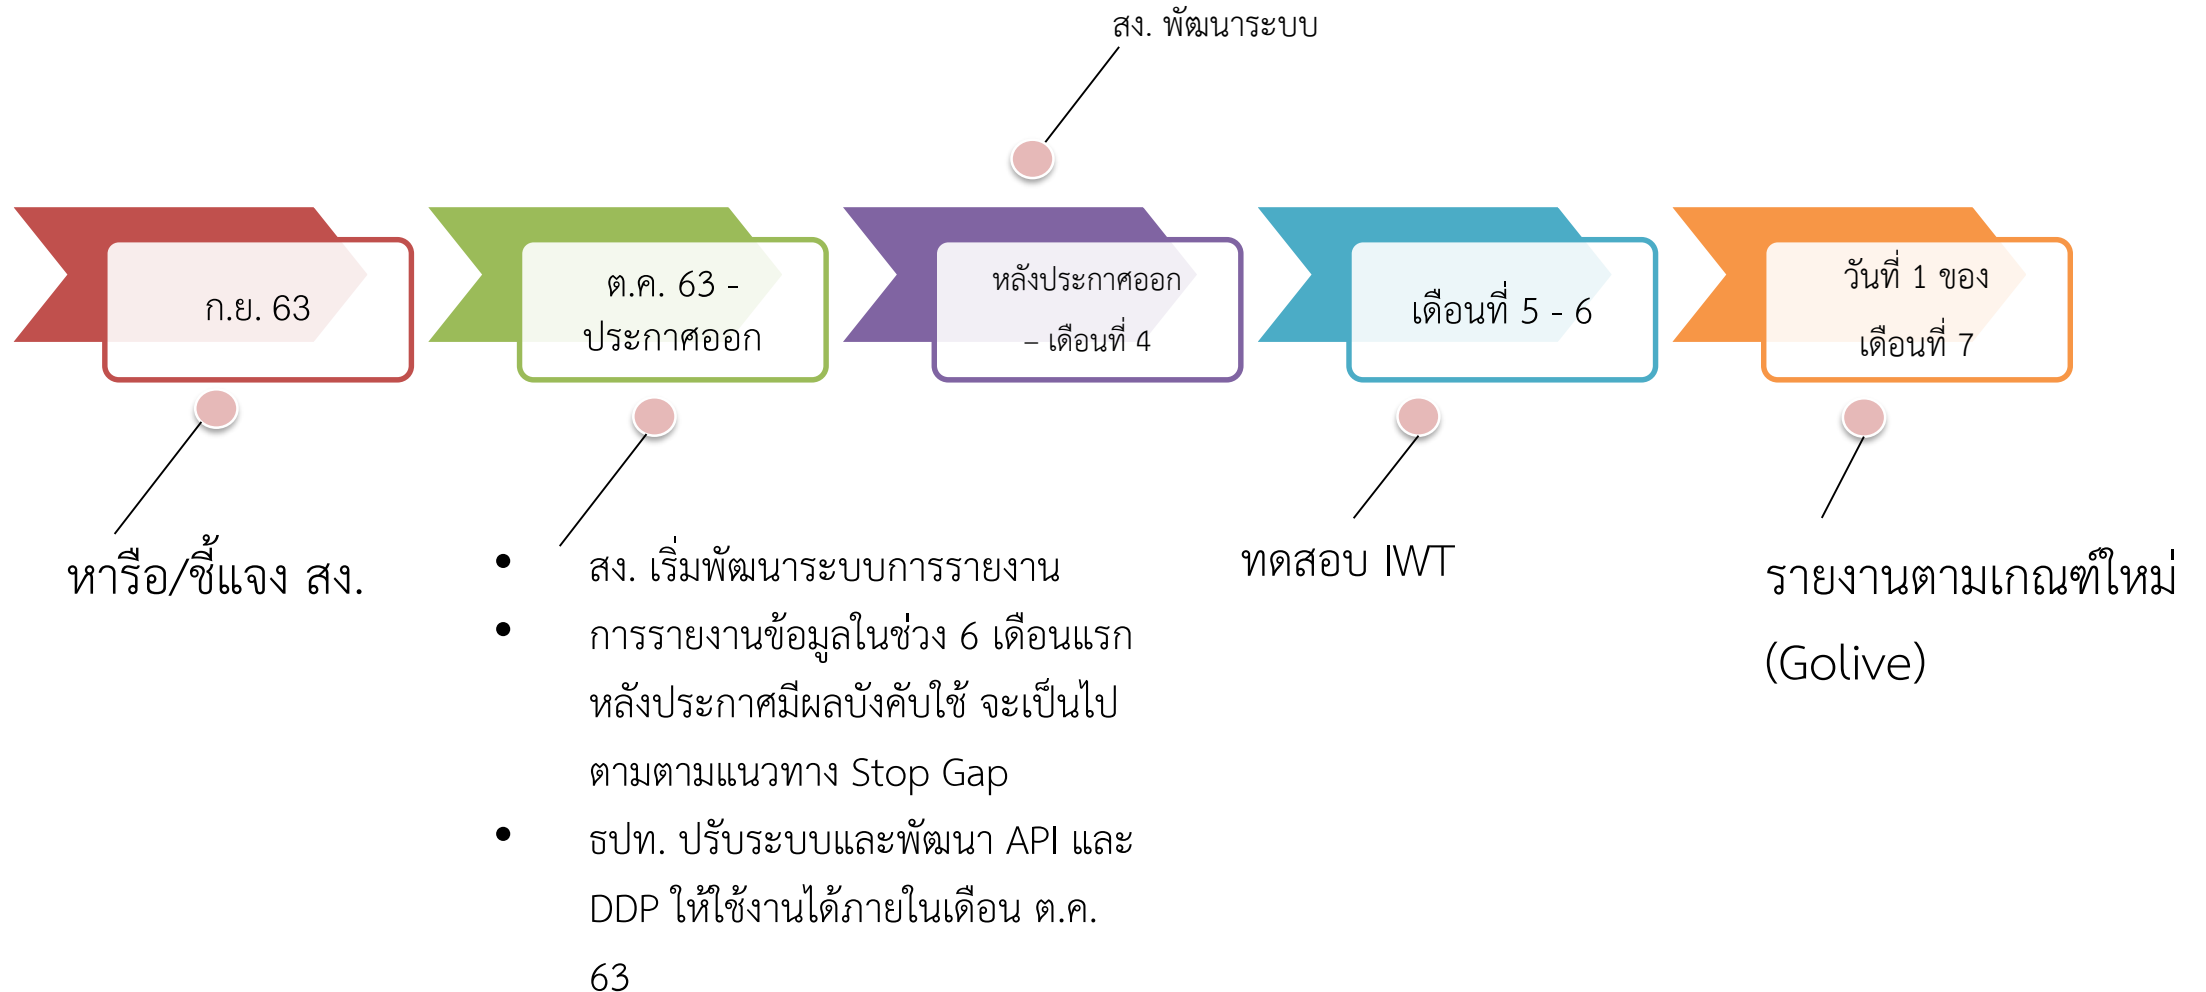 สง. พัฒนาระบบ
ก.ย. 63
ต.ค. 63 -
ประกาศออก
หลังประกาศออก
– เดือนที่ 4
เดือนที่ 5 - 6
วันที่ 1 ของ
เดือนที่ 7
หารือ/ชี้แจง สง.
• สง. เริ่มพัฒนาระบบการรายงาน
• การรายงานข้อมูลในช่วง 6 เดือนแรก
หลังประกาศมีผลบังคับใช้ จะเป็นไป
ตามตามแนวทาง Stop Gap
• ธปท. ปรับระบบและพัฒนา API และ
DDP ให้ใช้งานได้ภายในเดือน ต.ค.
63
ทดสอบ IWT
รายงานตามเกณฑ์ใหม่
(Golive)